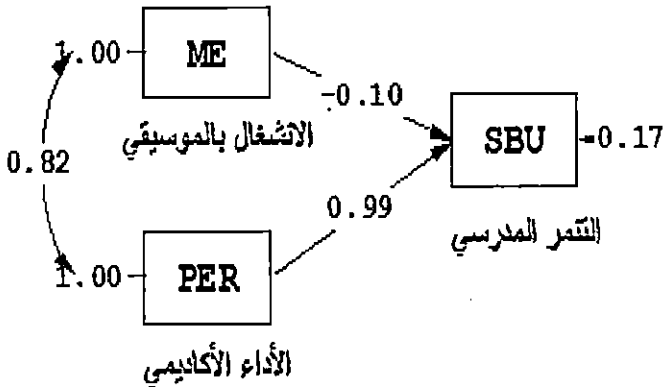 1.00
ME
-0.10
الانشغال بالموسيقي
SBU
0.17
0.82
0.99
التنمر المدرسي
1.00
PER
الأداء الأكاديمي